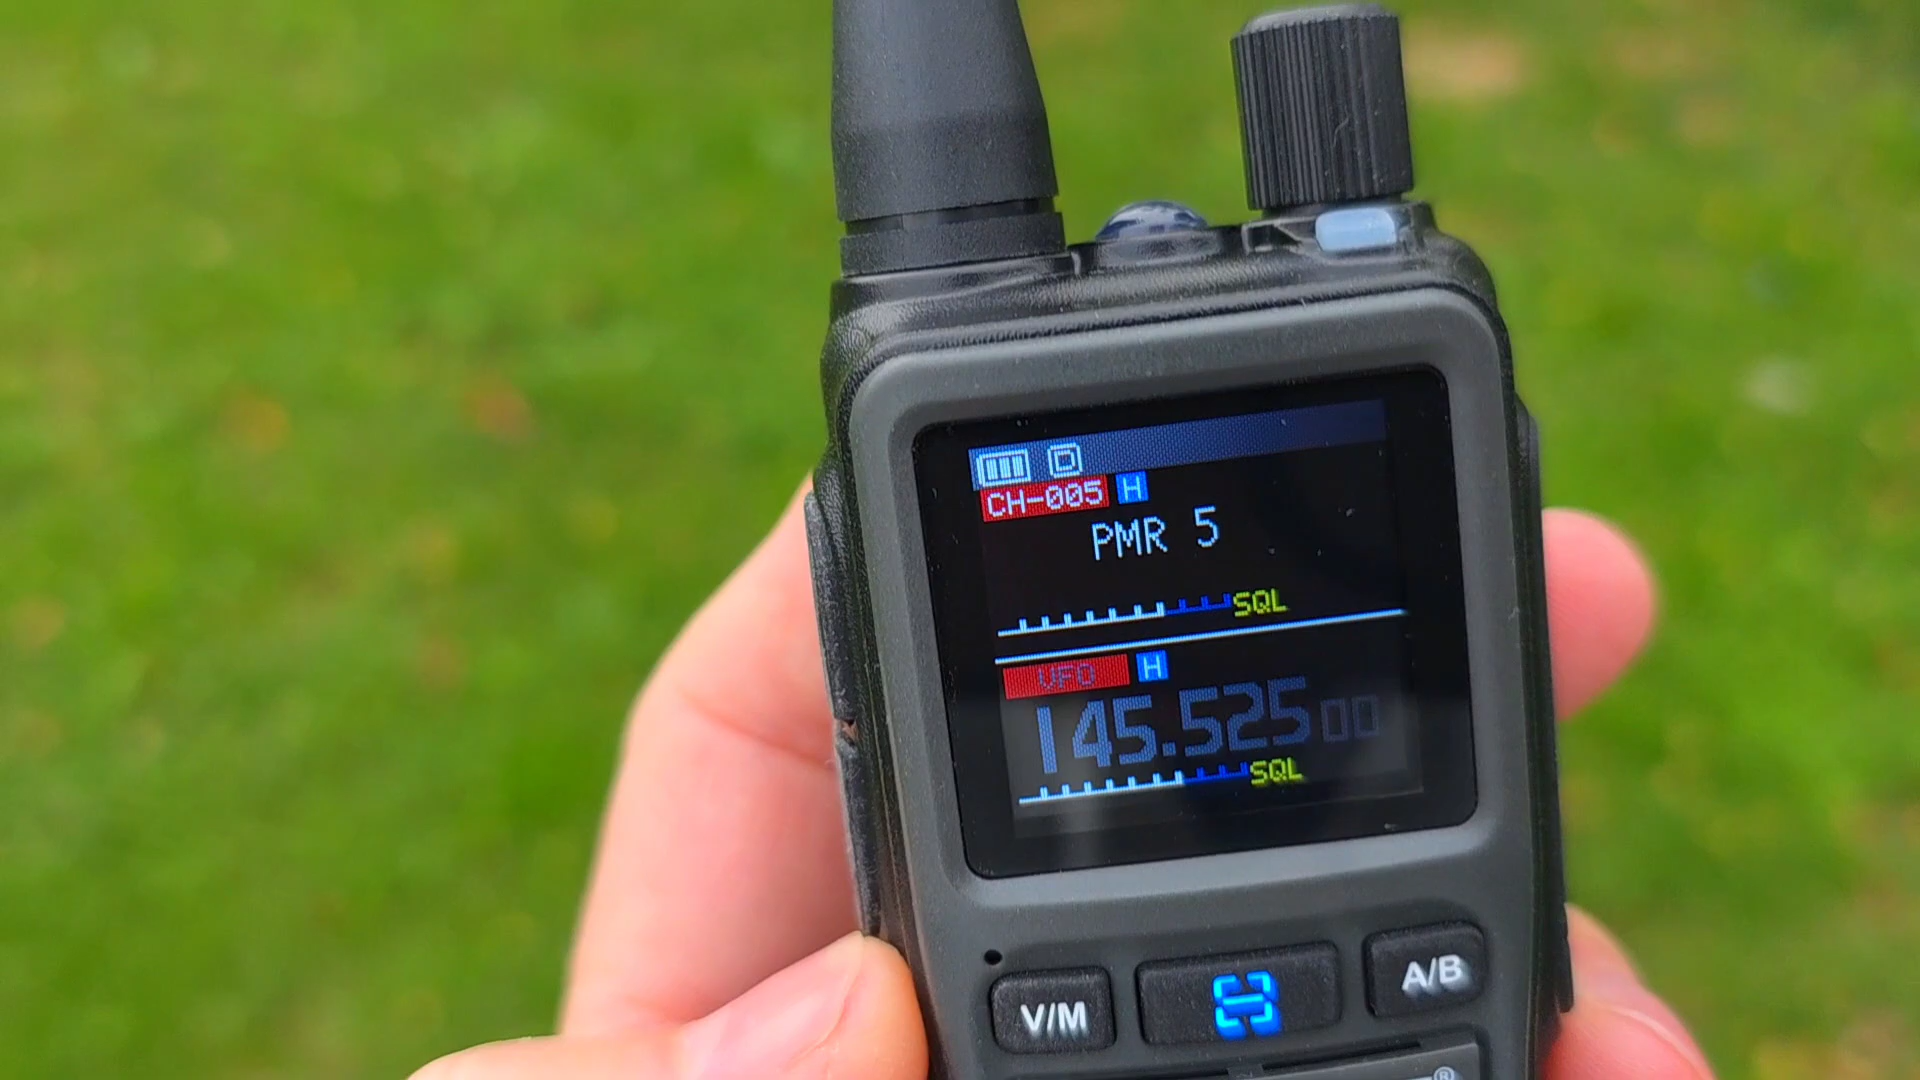 CH-005 H
PMR 5
SQL
VFO H
145.52500
SQL
V/M
A/B
®